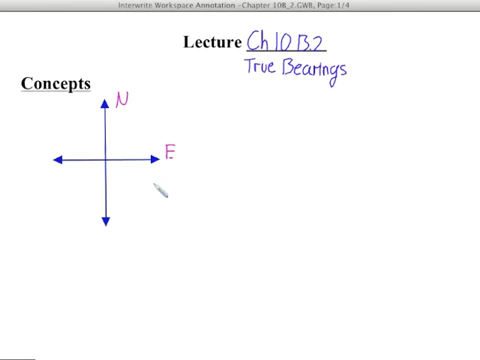 Interwrite Workspace Annotation -Chapter 10B_2.GWB, Page:1/4
Lecture Ch 10 B.2
True Bearings
Concepts
N
E